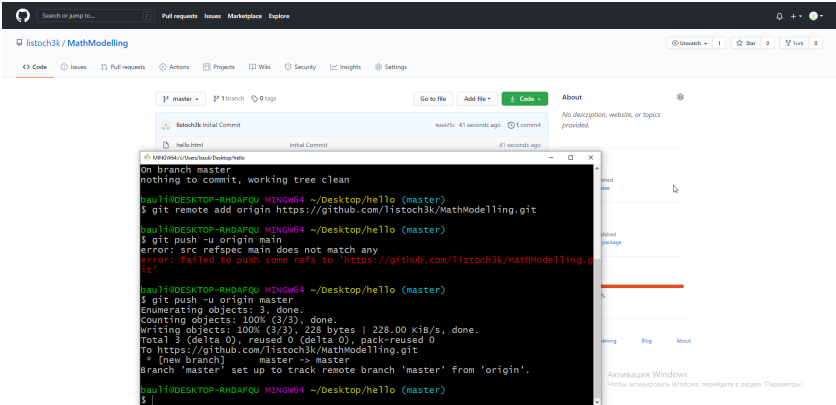 Search or jump to... /
Pull requests Issues Marketplace Explore
listoch3k / MathModelling
Unwatch 1 Star 0 Fork 0
Code Issues Pull requests Actions Projects Wiki Security Insights Settings
master 1 branch 0 tags Go to file Add file Code
About
listoch3k Initial Commit 41 seconds ago 1 commit
No description, website, or topics
provided.
hello.html Initial Commit 41 seconds ago
MINGW64:/c/Users/bauli/Desktop/hello
On branch master
nothing to commit, working tree clean
bauli@DESKTOP-RHDAFQU MINGW64 ~/Desktop/hello (master)
$ git remote add origin https://github.com/listoch3k/MathModelling.git
bauli@DESKTOP-RHDAFQU MINGW64 ~/Desktop/hello (master)
$ git push -u origin main
error: src refspec main does not match any
error: failed to push some refs to 'https://github.com/listoch3k/MathModelling.g
it'
bauli@DESKTOP-RHDAFQU MINGW64 ~/Desktop/hello (master)
$ git push -u origin master
Enumerating objects: 3, done.
Counting objects: 100% (3/3), done.
Writing objects: 100% (3/3), 228 bytes | 228.00 KiB/s, done.
Total 3 (delta 0), reused 0 (delta 0), pack-reused 0
To https://github.com/listoch3k/MathModelling.git
* [new branch] master -> master
Branch 'master' set up to track remote branch 'master' from 'origin'.
bauli@DESKTOP-RHDAFQU MINGW64 ~/Desktop/hello (master)
$
package
%
Blog About
Активация Windows
Чтобы активировать Windows, перейдите в раздел "Параметры".